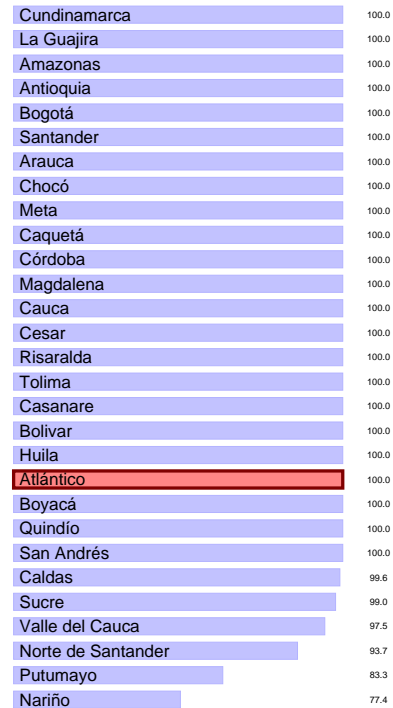 Cundinamarca 100.0
La Guajira 100.0
Amazonas 100.0
Antioquia 100.0
Bogotá 100.0
Santander 100.0
Arauca 100.0
Chocó 100.0
Meta 100.0
Caquetá 100.0
Córdoba 100.0
Magdalena 100.0
Cauca 100.0
Cesar 100.0
Risaralda 100.0
Tolima 100.0
Casanare 100.0
Bolivar 100.0
Huila 100.0
Atlántico 100.0
Boyacá 100.0
Quindío 100.0
San Andrés 100.0
Caldas 99.6
Sucre 99.0
Valle del Cauca 97.5
Norte de Santander 93.7
Putumayo 83.3
Nariño 77.4